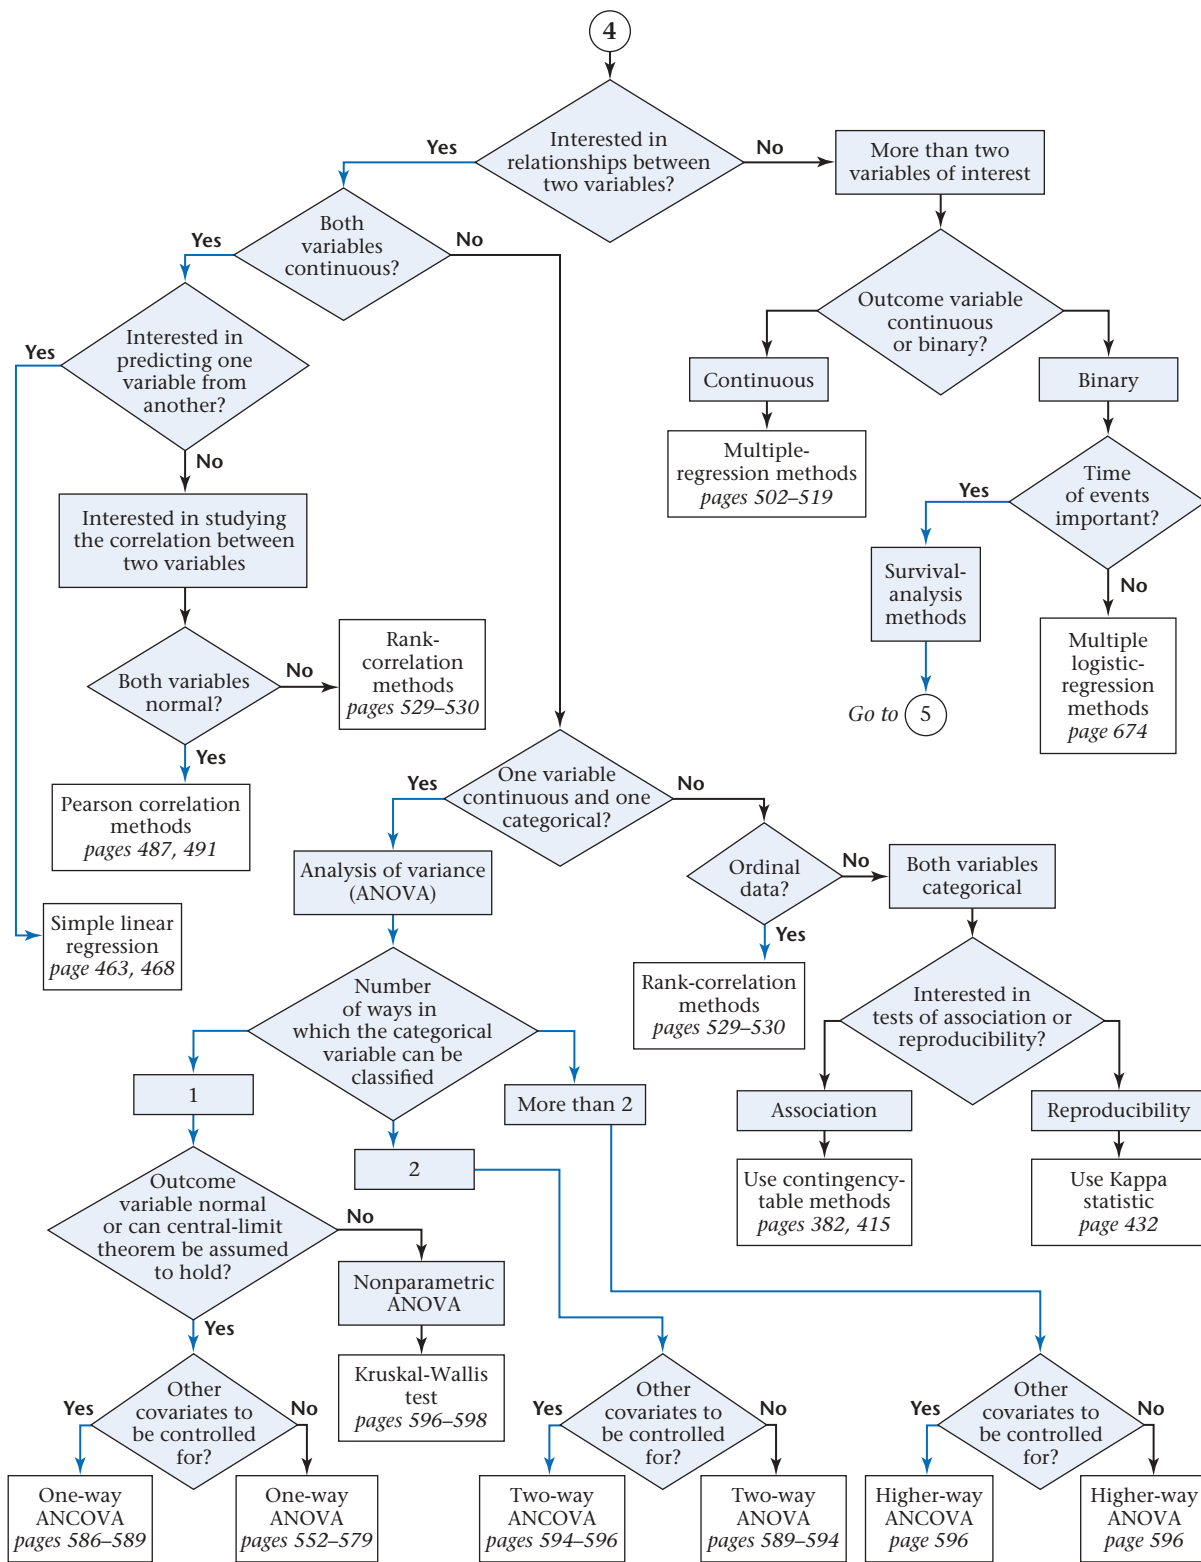 4
Interested in
relationships between
two variables?
Yes
No
More than two
variables of interest
Both
variables
continuous?
Yes
No
Outcome variable
continuous
or binary?
Interested in
predicting one
variable from
another?
Yes
No
Continuous
Binary
Multiple-
regression methods
pages 502–519
Time
of events
important?
Yes
No
Interested in studying
the correlation between
two variables
Survival-
analysis
methods
Go to 5
Multiple
logistic-
regression
methods
page 674
Both variables
normal?
No
Rank-
correlation
methods
pages 529–530
Yes
Pearson correlation
methods
pages 487, 491
Simple linear
regression
page 463, 468
One variable
continuous and one
categorical?
Yes
No
Analysis of variance
(ANOVA)
Ordinal
data?
No
Both variables
categorical
Yes
Rank-correlation
methods
pages 529–530
Interested in
tests of association or
reproducibility?
Association
Reproducibility
Use contingency-
table methods
pages 382, 415
Use Kappa
statistic
page 432
Number
of ways in
which the categorical
variable can be
classified
1
2
More than 2
Outcome
variable normal
or can central-limit
theorem be assumed
to hold?
No
Nonparametric
ANOVA
Kruskal-Wallis
test
pages 596–598
Yes
Other
covariates to
be controlled
for?
Yes
No
One-way
ANCOVA
pages 586–589
One-way
ANOVA
pages 552–579
Other
covariates to
be controlled
for?
Yes
No
Two-way
ANCOVA
pages 594–596
Two-way
ANOVA
pages 589–594
Other
covariates to
be controlled
for?
Yes
No
Higher-way
ANCOVA
page 596
Higher-way
ANOVA
page 596